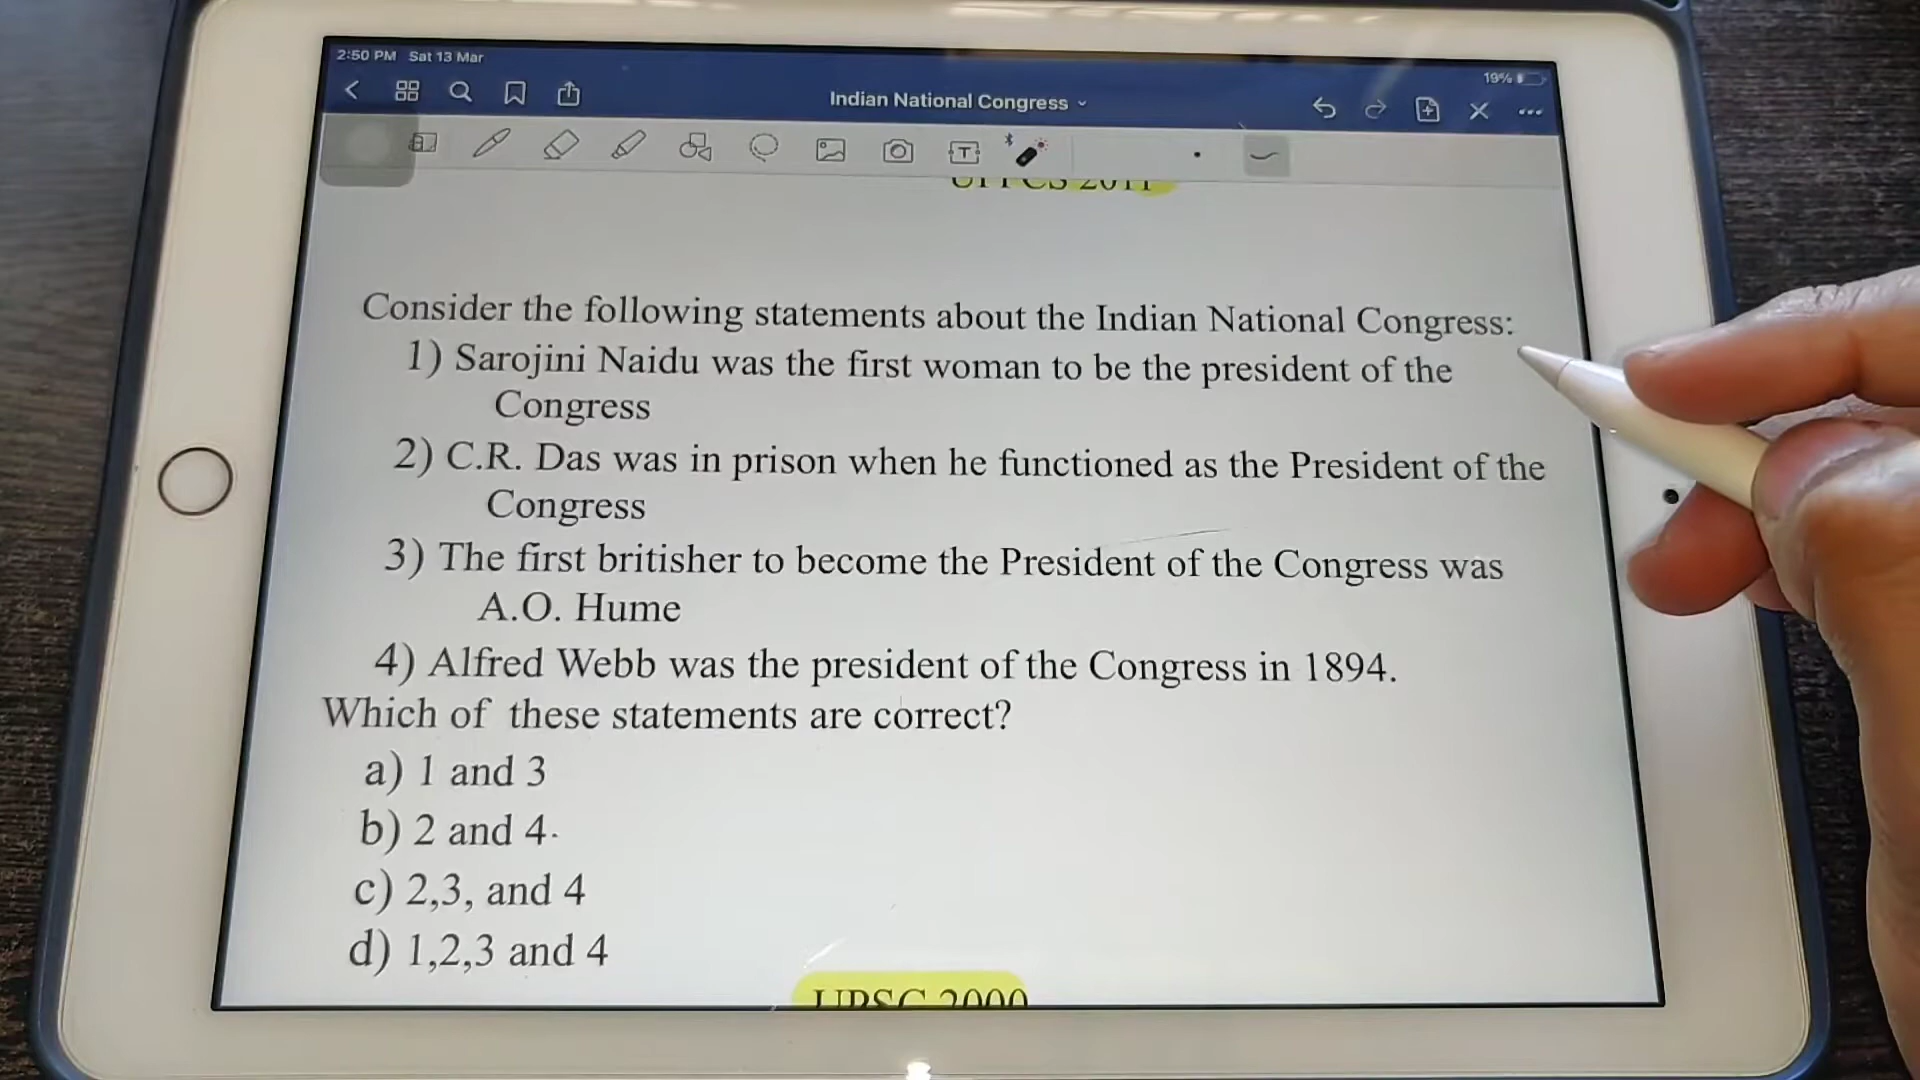 2:50 PM Sat 13 Mar
19%
Indian National Congress
T
UPPCS 2011
Consider the following statements about the Indian National Congress:
1) Sarojini Naidu was the first woman to be the president of the
Congress
2) C.R. Das was in prison when he functioned as the President of the
Congress
3) The first britisher to become the President of the Congress was
A.O. Hume
4) Alfred Webb was the president of the Congress in 1894.
Which of these statements are correct?
a) 1 and 3
b) 2 and 4.
c) 2,3, and 4
d) 1,2,3 and 4
UPSC 2000